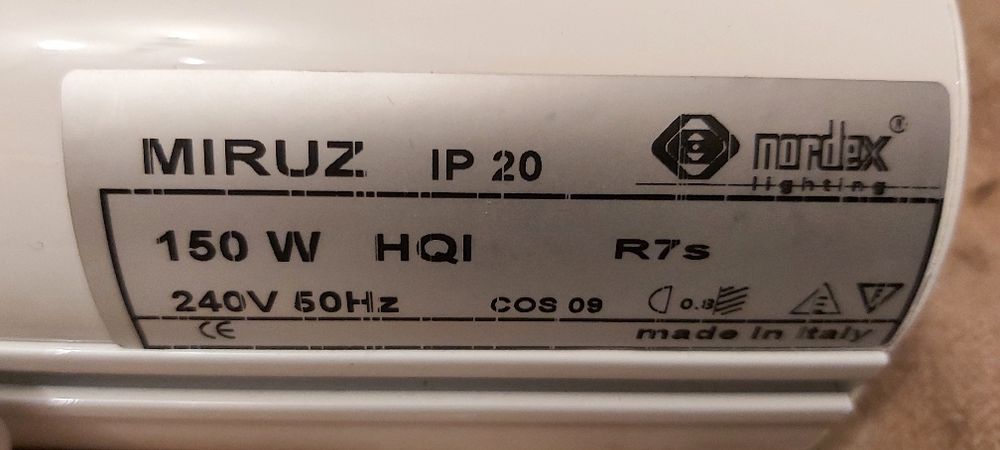 MIRUZ IP 20 nordex®
lighting
150 W HQI R7s
240V 50Hz COS 09 0.8
CE made in Italy